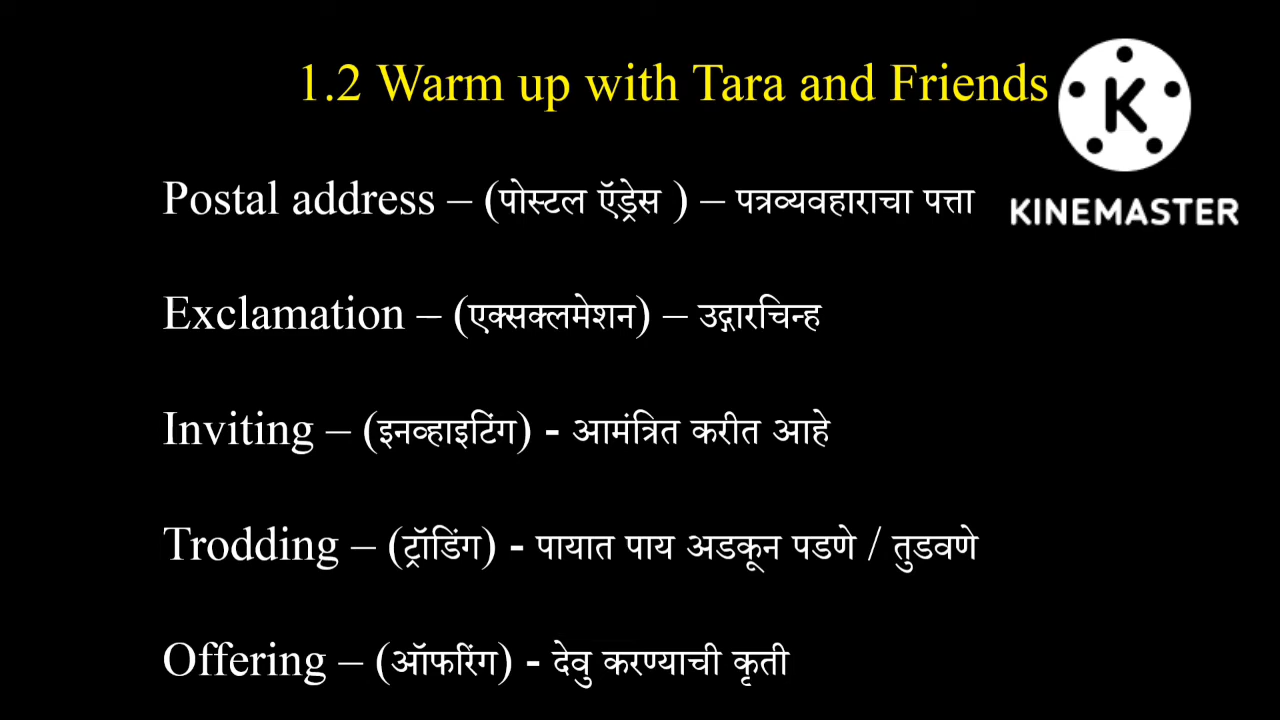 1.2 Warm up with Tara and Friends
K
KINEMASTER
Postal address – (पोस्टल ऍड्रेस ) – पत्रव्यवहाराचा पत्ता
Exclamation – (एक्सक्लमेशन) – उद्गारचिन्ह
Inviting – (इनव्हाइटिंग) - आमंत्रित करीत आहे
Trodding – (ट्रॉडिंग) - पायात पाय अडकून पडणे / तुडवणे
Offering – (ऑफरिंग) - देवु करण्याची कृती